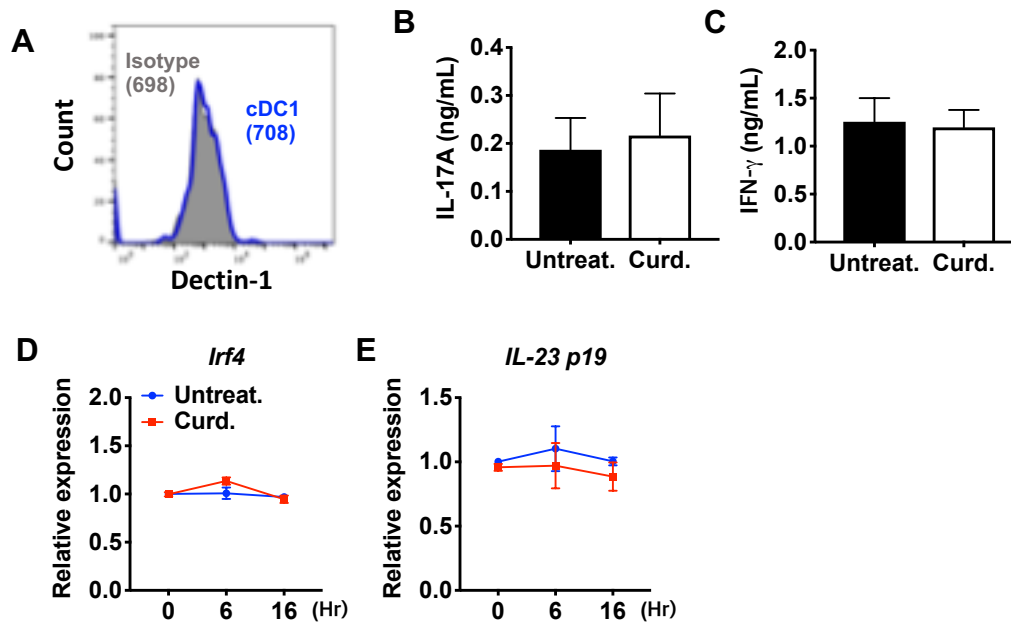 A
Isotype
(698)
cDC1
(708)
Count
Dectin-1
B
IL-17A (ng/mL)
0.4
0.3
0.2
0.1
0.0
Untreat. Curd.
C
IFN-γ (ng/mL)
2.0
1.5
1.0
0.5
0.0
Untreat. Curd.
D
Irf4
Relative expression
2.0
1.5
1.0
0.5
0.0
Untreat.
Curd.
0 6 16 (Hr)
E
IL-23 p19
Relative expression
1.5
1.0
0.5
0.0
0 6 16 (Hr)